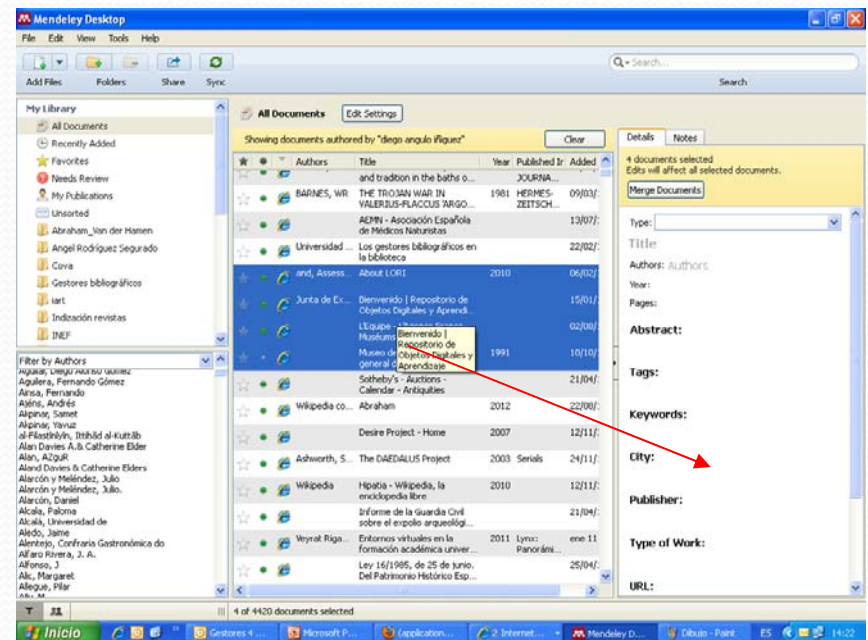 Mendeley Desktop
File Edit View Tools Help
Search...
Add Files Folders Share Sync Search
My Library
All Documents
Recently Added
Favorites
Needs Review
My Publications
Unsorted
Abraham_Van der Hamen
Angel Rodríguez Segurado
Cova
Gestores bibliográficos
iart
Indización revistas
INEF
Filter by Authors
Aguilera, Fernando Gómez
Ainsa, Fernando
Ajéns, Andrés
Akpinar, Samet
Akpinar, Yavuz
al-Filastīnīyīn, Ittihād al-Kuttāb
Alan Davies A.& Catherine Elder
Alan, AZguR
Aland Davies & Catherine Elders
Alarcón y Meléndez, Julio
Alarcón y Meléndez, Julio.
Alarcón, Daniel
Alcala, Paloma
Alcalá, Universidad de
Aledo, Jaime
Alentejo, Confraria Gastronómica do
Alfaro Rivera, J. A.
Alfonso, J
Alic, Margaret
Allegue, Pilar
All Documents Edit Settings
Showing documents authored by "diego angulo iñiguez" Clear
Authors Title Year Published In Added
and tradition in the baths o... JOURNA...
BARNES, WR THE TROJAN WAR IN 1981 HERMES- 09/03/
VALERIUS-FLACCUS 'ARGO... ZEITSCH...
AEMN - Asociación Española 13/07/
de Médicos Naturistas
Universidad ... Los gestores bibliográficos en 22/02/
la biblioteca
and, Assess... About LORI 2010 06/02/
Junta de Ex... Bienvenido | Repositorio de 15/01/
Objetos Digitales y Aprendi...
L'Equipe 02/08/
Muséums
Museo de 1991 10/10/
general d
Bienvenido |
Repositorio de
Objetos Digitales y
Aprendizaje
Sotheby's - Auctions - 21/04/
Calendar - Antiquities
Wikipedia co... Abraham 2012 22/08/
Desire Project - Home 2007 12/11/
Ashworth, S... The DAEDALUS Project 2003 Serials 24/11/
Wikipedia Hipatia - Wikipedia, la 2010 12/11/
enciclopedia libre
Informe de la Guardia Civil 21/04/
sobre el expolio arqueológi...
Veyrat Riga... Entornos virtuales en la 2011 Lynx: ene 11
formación académica univer... Panorámi...
Ley 16/1985, de 25 de junio. 25/04/
Del Patrimonio Histórico Esp...
Details Notes
4 documents selected
Edits will affect all selected documents.
Merge Documents
Type:
Title
Authors: Authors
Year:
Pages:
Abstract:
Tags:
Keywords:
City:
Publisher:
Type of Work:
URL:
4 of 4420 documents selected
Inicio Gestores 4 ... Microsoft P... (application... 2 Internet... Mendeley D... Dibujo - Paint ES 14:20